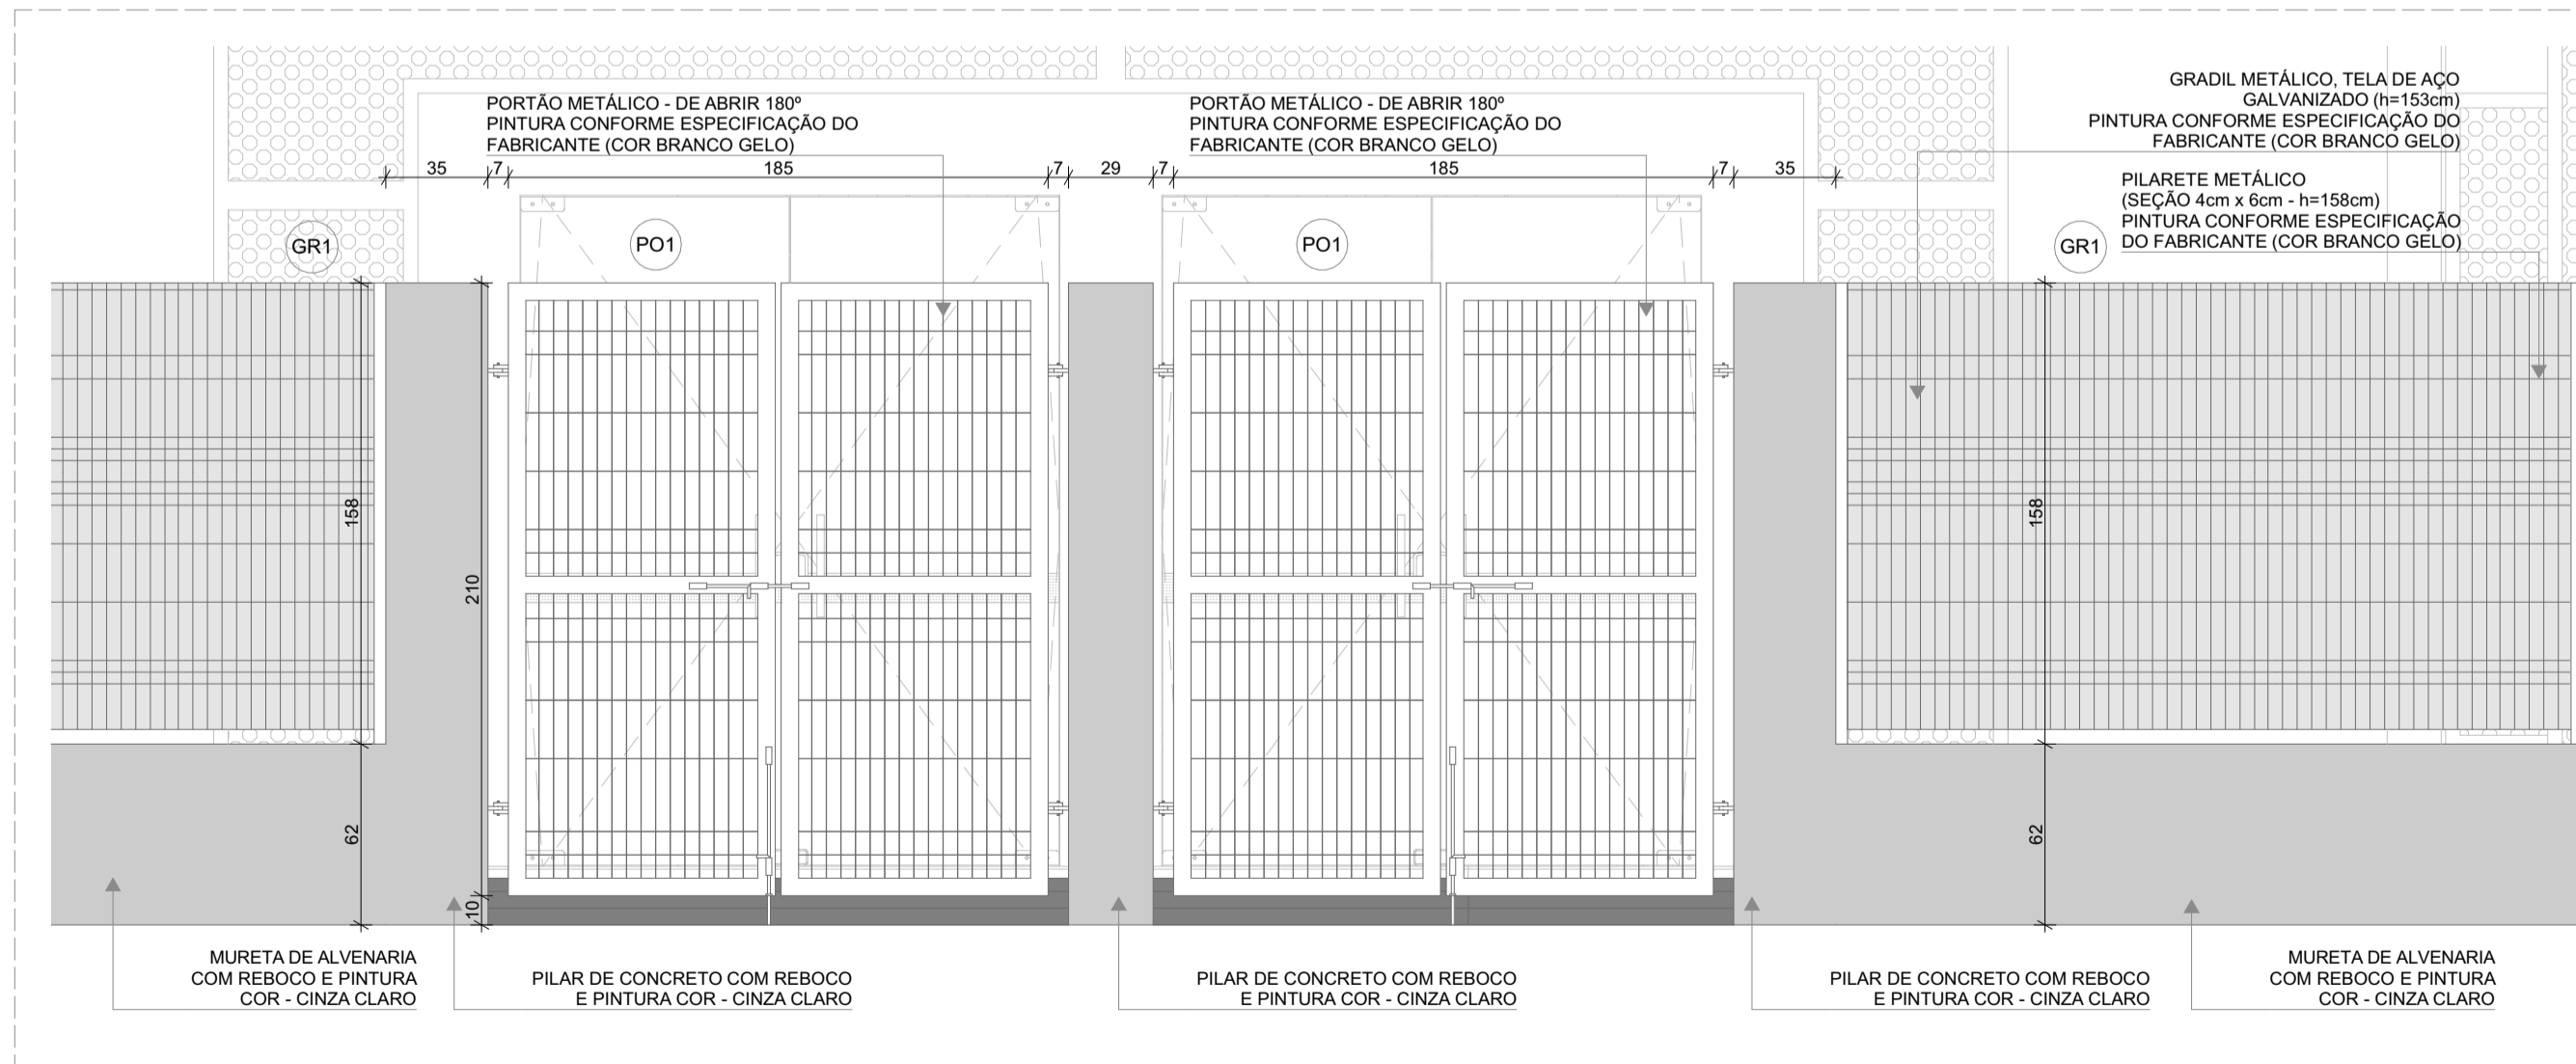 PORTÃO METÁLICO - DE ABRIR 180º
PINTURA CONFORME ESPECIFICAÇÃO DO
FABRICANTE (COR BRANCO GELO)
PORTÃO METÁLICO - DE ABRIR 180º
PINTURA CONFORME ESPECIFICAÇÃO DO
FABRICANTE (COR BRANCO GELO)
GRADIL METÁLICO, TELA DE AÇO
GALVANIZADO (h=153cm)
PINTURA CONFORME ESPECIFICAÇÃO DO
FABRICANTE (COR BRANCO GELO)
35 7 185 7 29 7 185 7 35
PILARETE METÁLICO
(SEÇÃO 4cm x 6cm - h=158cm)
PINTURA CONFORME ESPECIFICAÇÃO
DO FABRICANTE (COR BRANCO GELO)
GR1 PO1 PO1 GR1
158
210
158
62
10
62
MURETA DE ALVENARIA
COM REBOCO E PINTURA
COR - CINZA CLARO
PILAR DE CONCRETO COM REBOCO
E PINTURA COR - CINZA CLARO
PILAR DE CONCRETO COM REBOCO
E PINTURA COR - CINZA CLARO
PILAR DE CONCRETO COM REBOCO
E PINTURA COR - CINZA CLARO
MURETA DE ALVENARIA
COM REBOCO E PINTURA
COR - CINZA CLARO